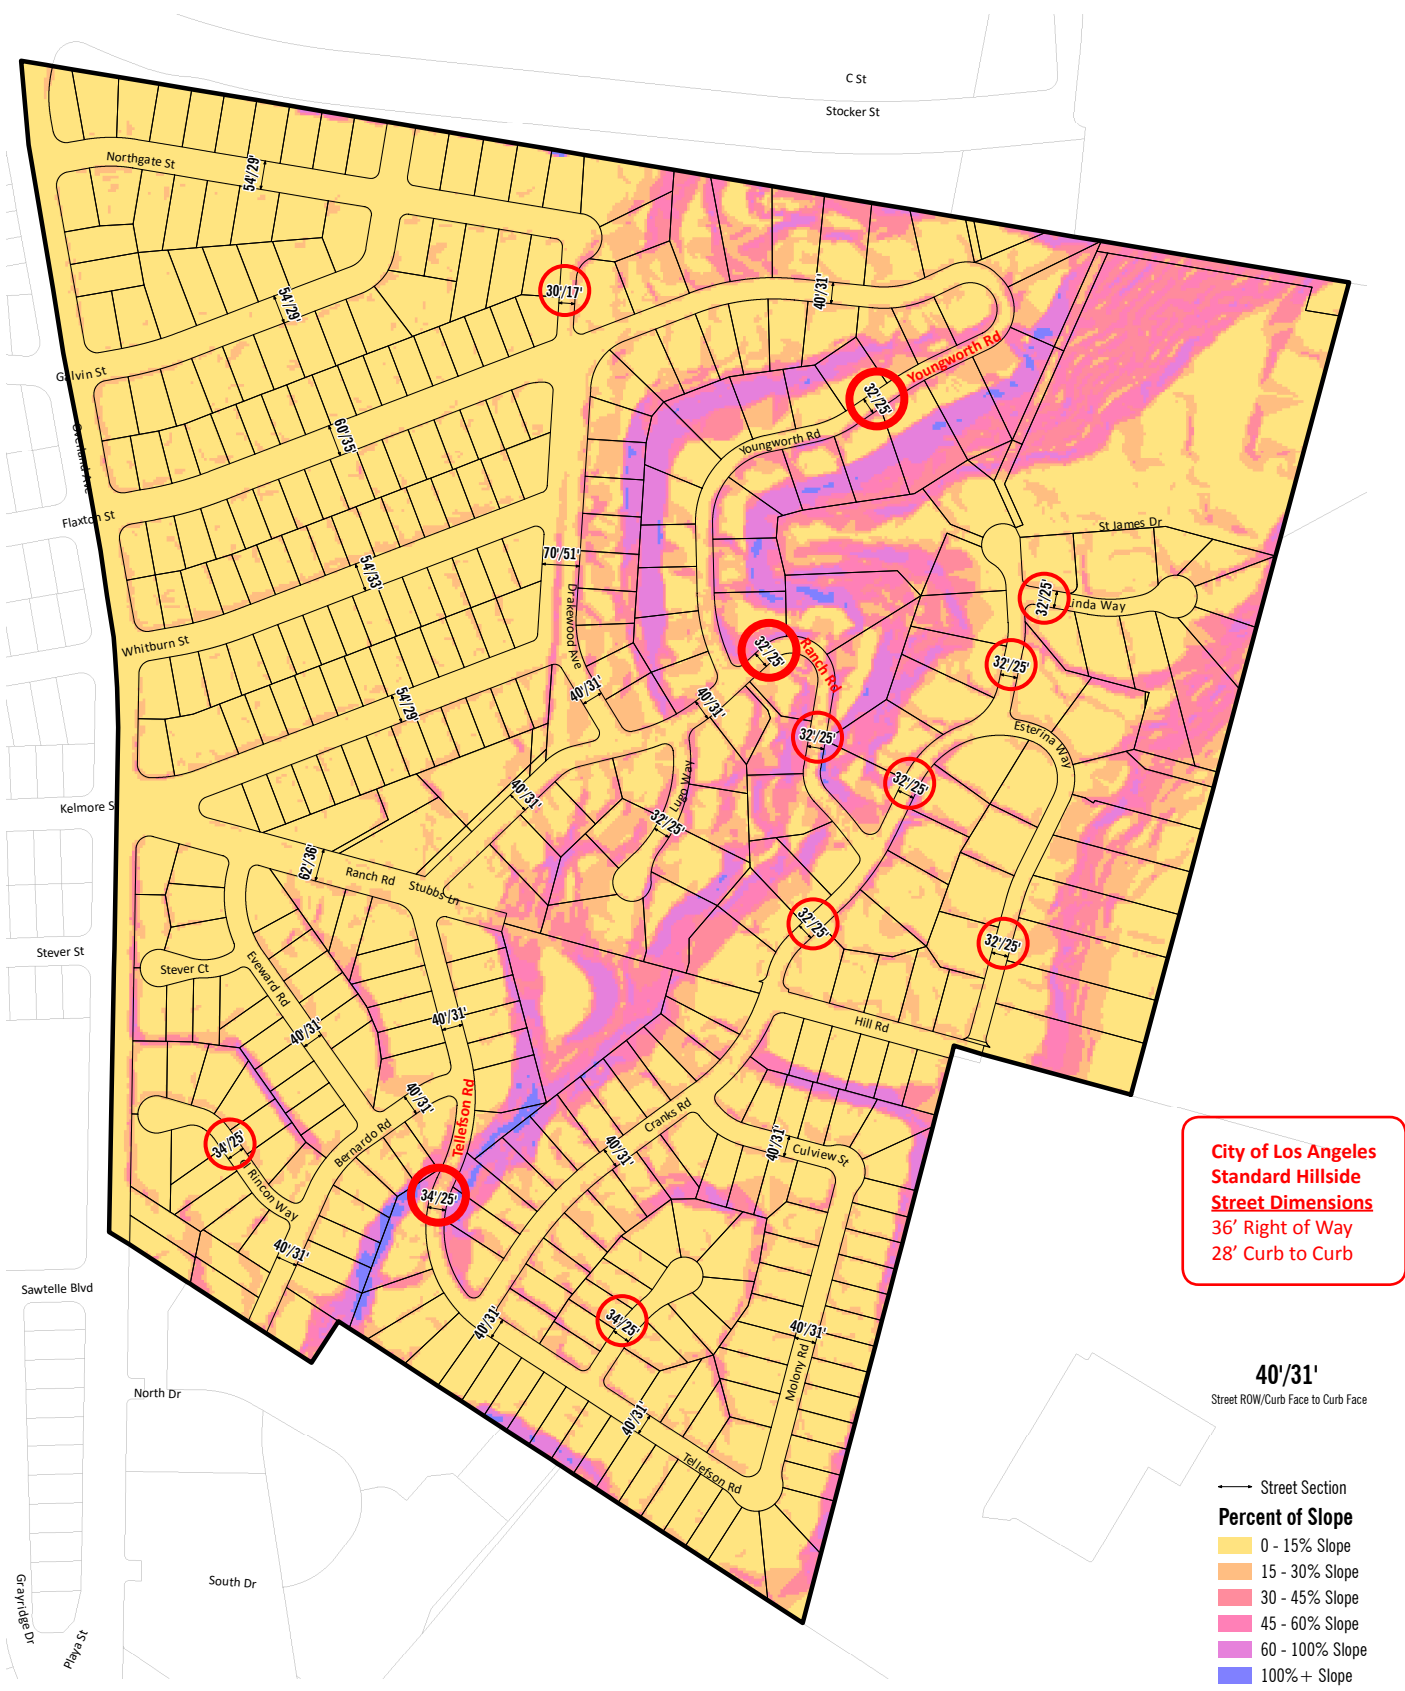 C St
Stocker St
Northgate St
54'/29'
30'/17'
40'/31'
54'/29'
Youngworth Rd
Galvin St
32'/25'
60'/35'
Youngworth Rd
Overland Ave
Flaxton St
St James Dr
70'/51'
54'/33'
32'/25'
Linda Way
Drakewood Ave
Whitburn St
32'/25'
Ranch Rd
32'/25'
40'/31'
40'/31'
54'/29'
32'/25'
Esterina Way
Lugo Way
32'/25'
40'/31'
Kelmore S
32'/25'
62'/36'
Ranch Rd
Stubbs Ln
32'/25'
32'/25'
Stever St
Stever Ct
Eveward Rd
40'/31'
40'/31'
Hill Rd
40'/31'
Tellefson Rd
Cranks Rd
Bernardo Rd
34'/25'
40'/31'
40'/31'
Culview St
Rincon Way
34'/25'
40'/31'
City of Los Angeles
Standard Hillside
Street Dimensions
36' Right of Way
28' Curb to Curb
Sawtelle Blvd
40'/31'
34'/25'
40'/31'
Molony Rd
North Dr
40'/31'
Street ROW/Curb Face to Curb Face
40'/31'
Tellefson Rd
Street Section
Percent of Slope
0 - 15% Slope
15 - 30% Slope
30 - 45% Slope
45 - 60% Slope
60 - 100% Slope
100%+ Slope
South Dr
Grayridge Dr
Playa St